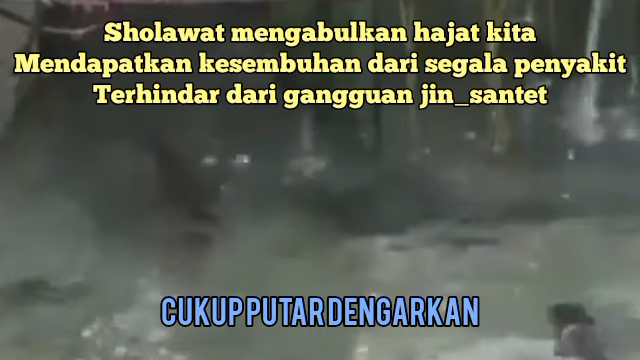 Sholawat mengabulkan hajat kita
Mendapatkan kesembuhan dari segala penyakit
Terhindar dari gangguan jin_santet
CUKUP PUTAR DENGARKAN